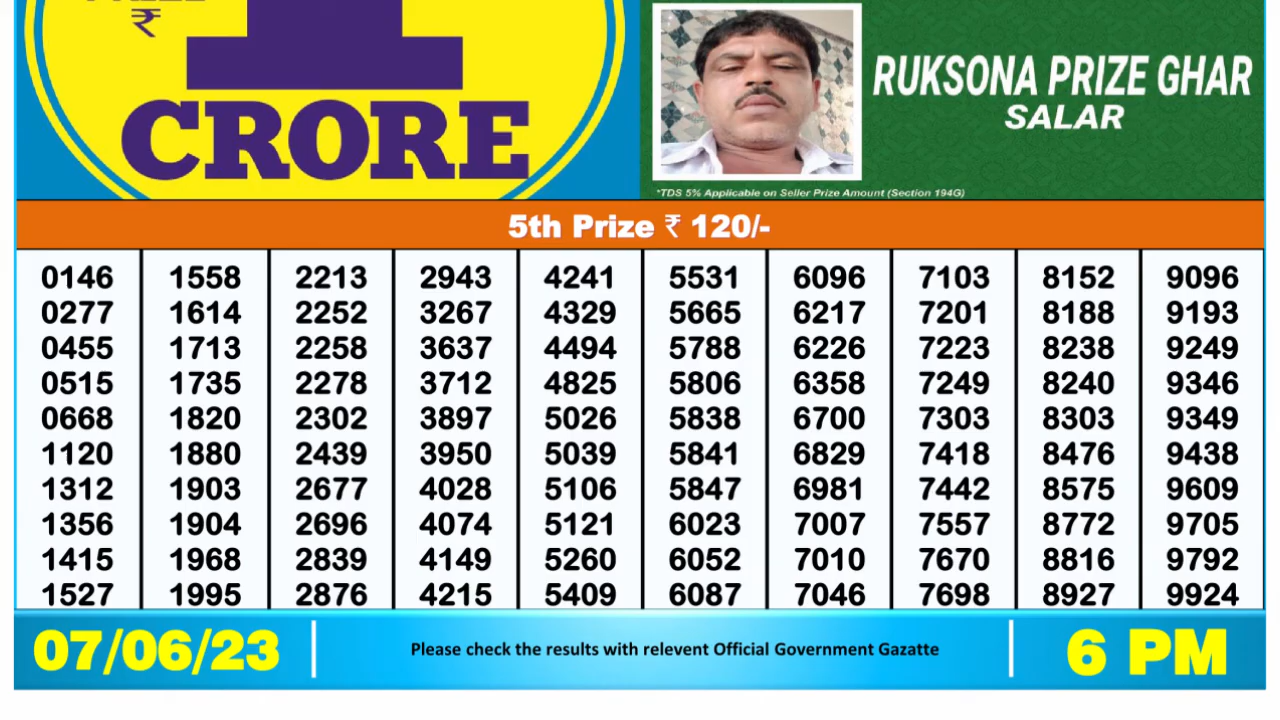 ₹
CRORE
RUKSONA PRIZE GHAR
SALAR
*TDS 5% Applicable on Seller Prize Amount (Section 194G)
5th Prize ₹ 120/-
0146 1558 2213 2943 4241 5531 6096 7103 8152 9096
0277 1614 2252 3267 4329 5665 6217 7201 8188 9193
0455 1713 2258 3637 4494 5788 6226 7223 8238 9249
0515 1735 2278 3712 4825 5806 6358 7249 8240 9346
0668 1820 2302 3897 5026 5838 6700 7303 8303 9349
1120 1880 2439 3950 5039 5841 6829 7418 8476 9438
1312 1903 2677 4028 5106 5847 6981 7442 8575 9609
1356 1904 2696 4074 5121 6023 7007 7557 8772 9705
1415 1968 2839 4149 5260 6052 7010 7670 8816 9792
1527 1995 2876 4215 5409 6087 7046 7698 8927 9924
07/06/23 Please check the results with relevent Official Government Gazatte 6 PM